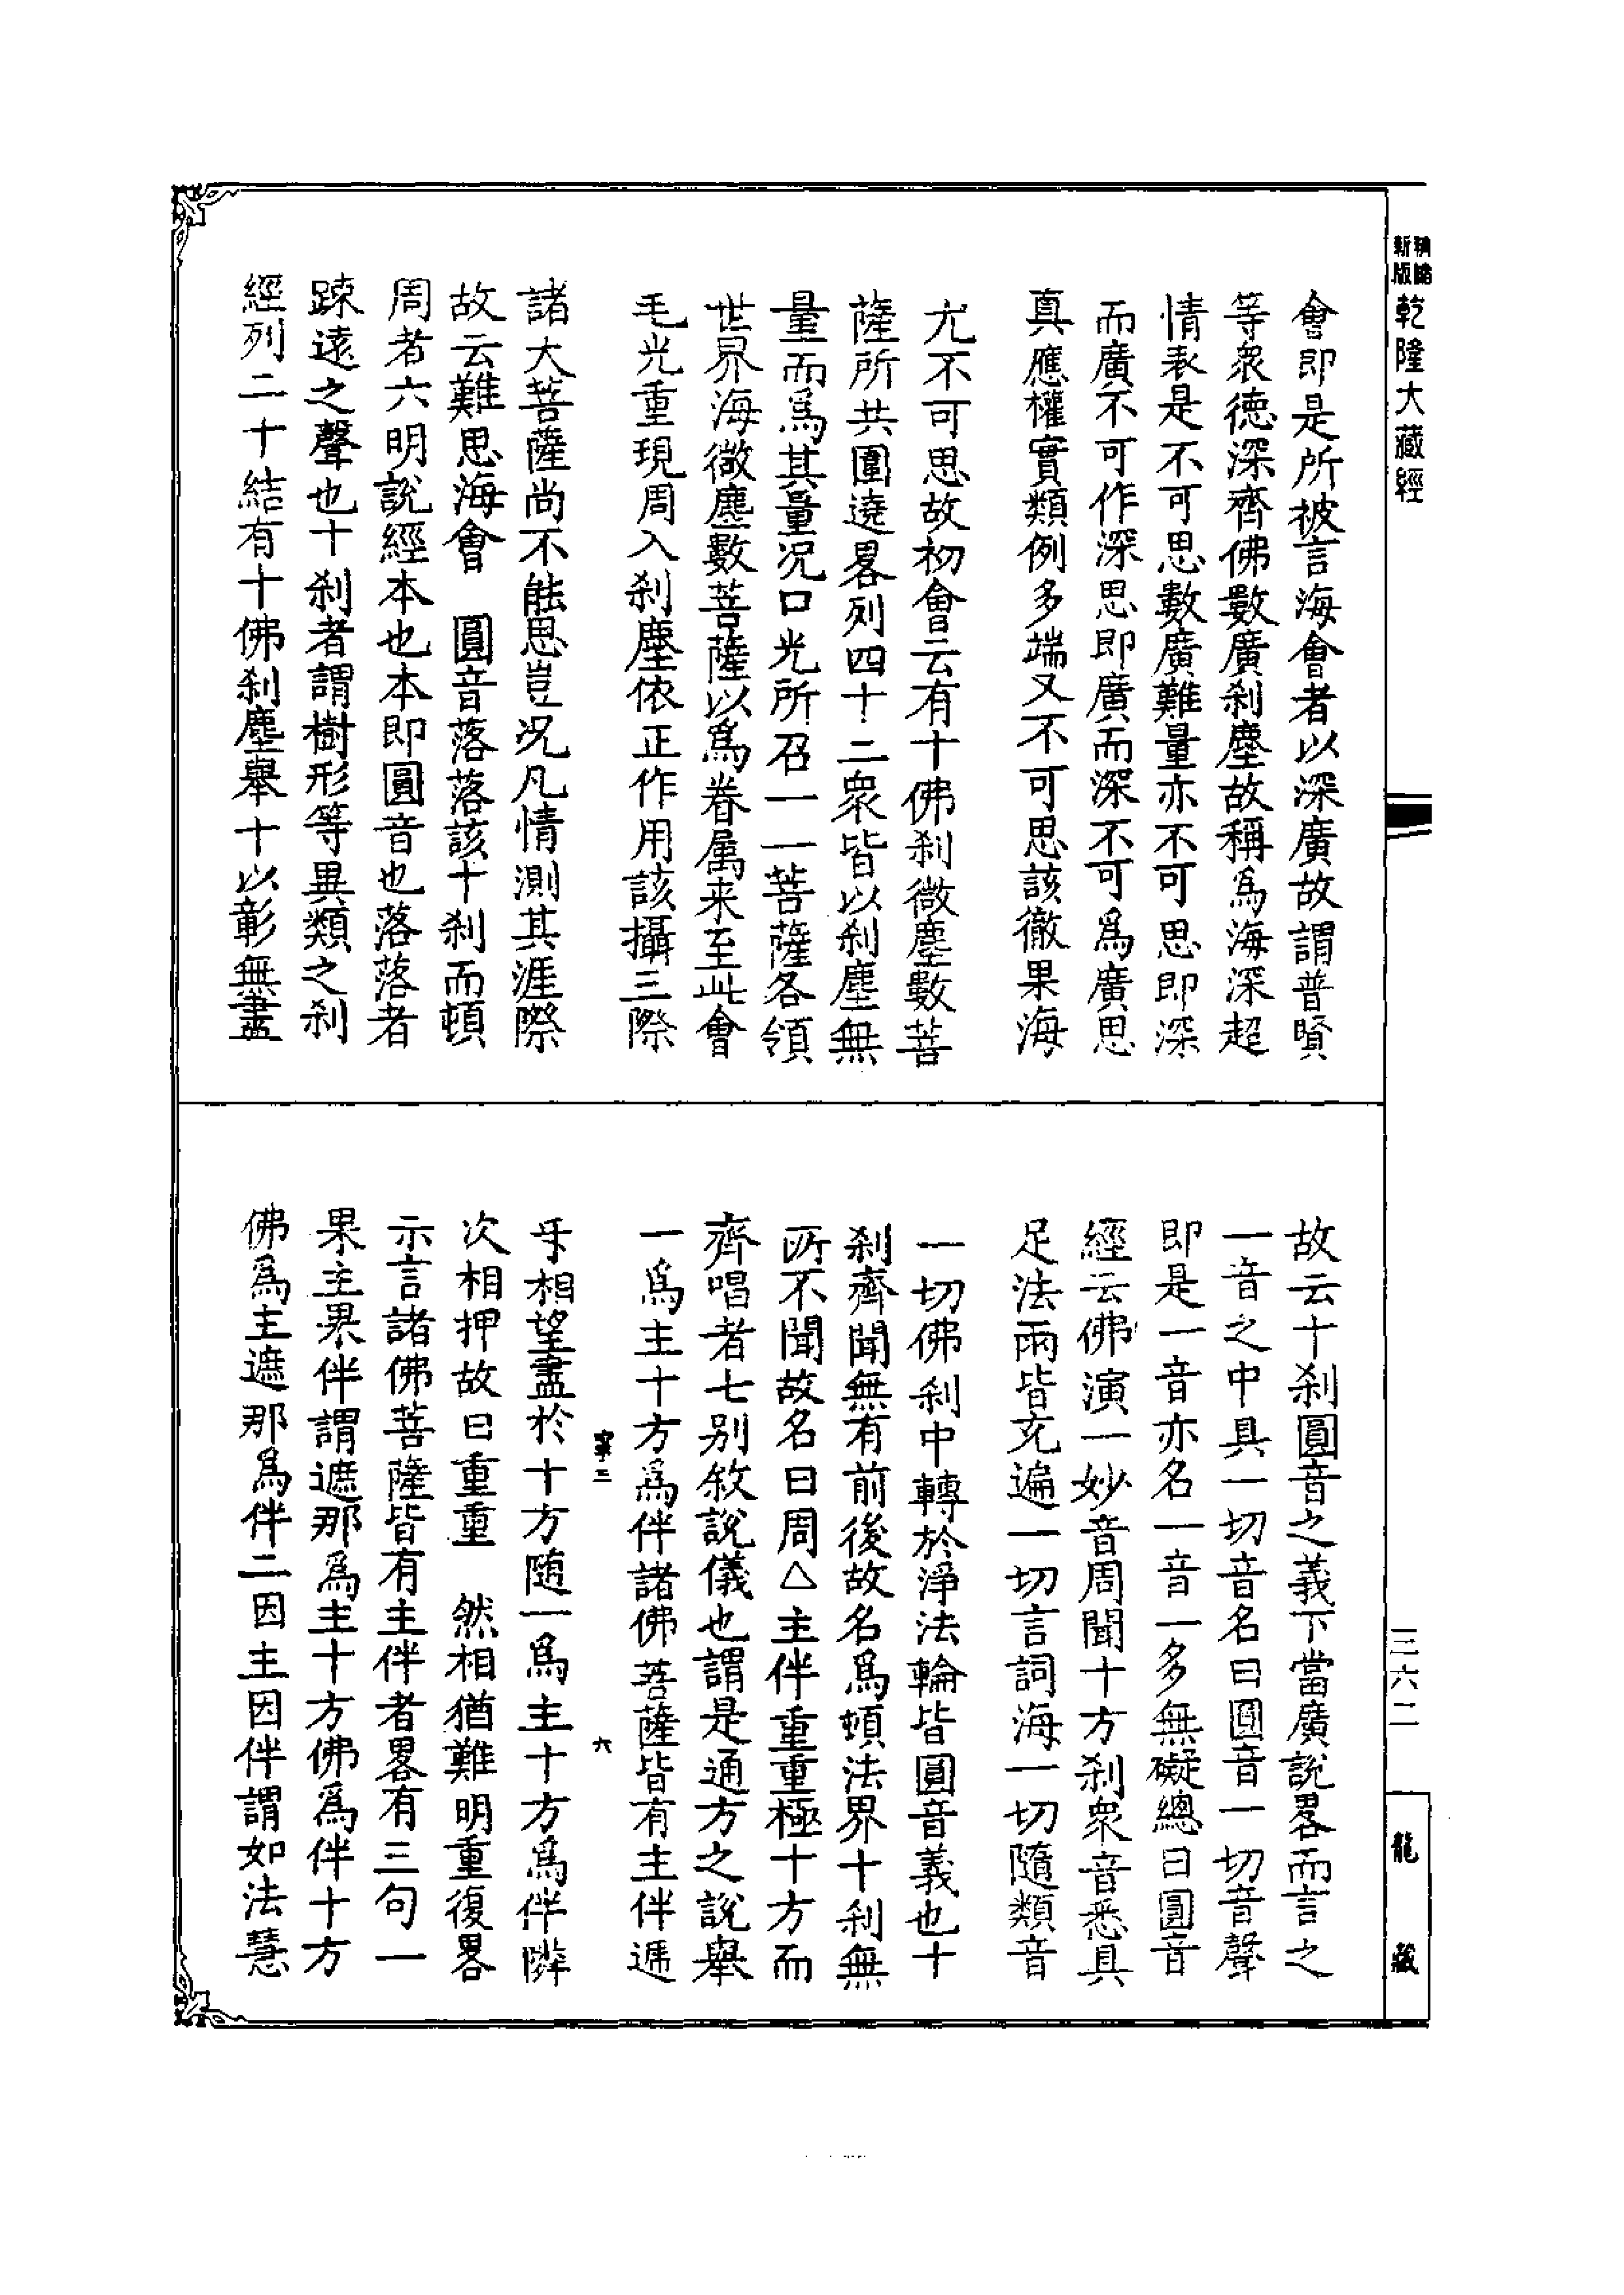 新版
精縮
乾隆大藏經
會即是所披言海會者以深廣故謂普賢
等衆德深齊佛數廣刹塵故稱爲海深超
情表是不可思數廣難量亦不可思即深
而廣不可作深思即廣而深不可爲廣思
真應權實類例多端又不可思該徹果海
尤不可思故初會云有十佛刹微塵數菩
薩所共圍遶畧列四十二衆皆以刹塵無
量而爲其量况口光所召一一菩薩各領
世界海微塵數菩薩以爲眷属来至此會
毛光重現周入刹塵依正作用該攝三際
諸大菩薩尚不能思豈况凡情測其涯際
故云難思海會　圓音落落該十刹而頓
周者六明說經本也本即圓音也落落者
踈遠之聲也十刹者謂樹形等異類之刹
經列二十結有十佛刹塵舉十以彰無盡
故云十刹圓音之義下當廣說畧而言之
一音之中具一切音名曰圓音一切音聲
即是一音亦名一音一多無礙總曰圓音
經云佛演一妙音周聞十方刹衆音悉具
足法雨皆充遍一切言詞海一切隨類音
一切佛刹中轉於淨法輪皆圓音義也十
刹齊聞無有前後故名爲頓法界十刹無
所不聞故名曰周△主伴重重極十方而
齊唱者七别敘說儀也謂是通方之說舉
一爲主十方爲伴諸佛菩薩皆有主伴遞
㸦相望盡於十方随一爲主十方爲伴隣
次相押故曰重重　然相猶難明重復畧
示言諸佛菩薩皆有主伴者畧有三句一
果主果伴謂遮那爲主十方佛爲伴十方
佛爲主遮那爲伴二因主因伴謂如法慧
寧三
六
三六二
龍藏